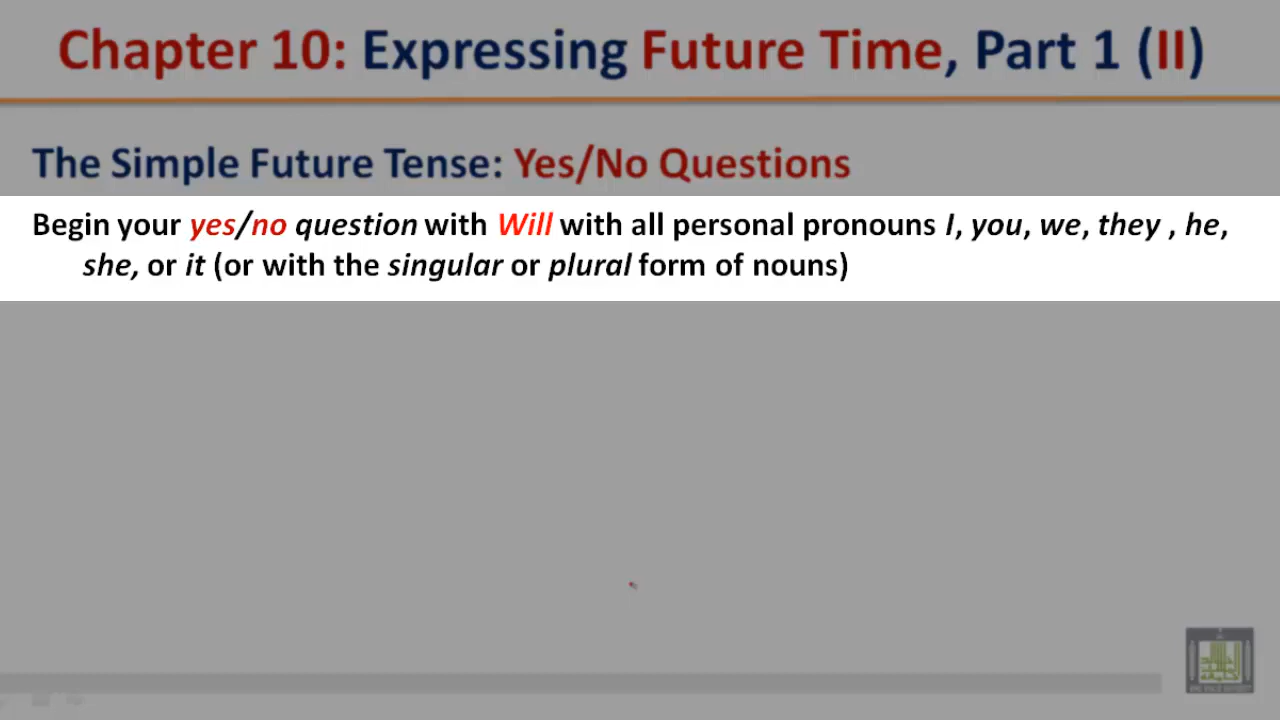 Chapter 10: Expressing Future Time, Part 1 (II)
The Simple Future Tense: Yes/No Questions
Begin your yes/no question with Will with all personal pronouns I, you, we, they , he,
she, or it (or with the singular or plural form of nouns)